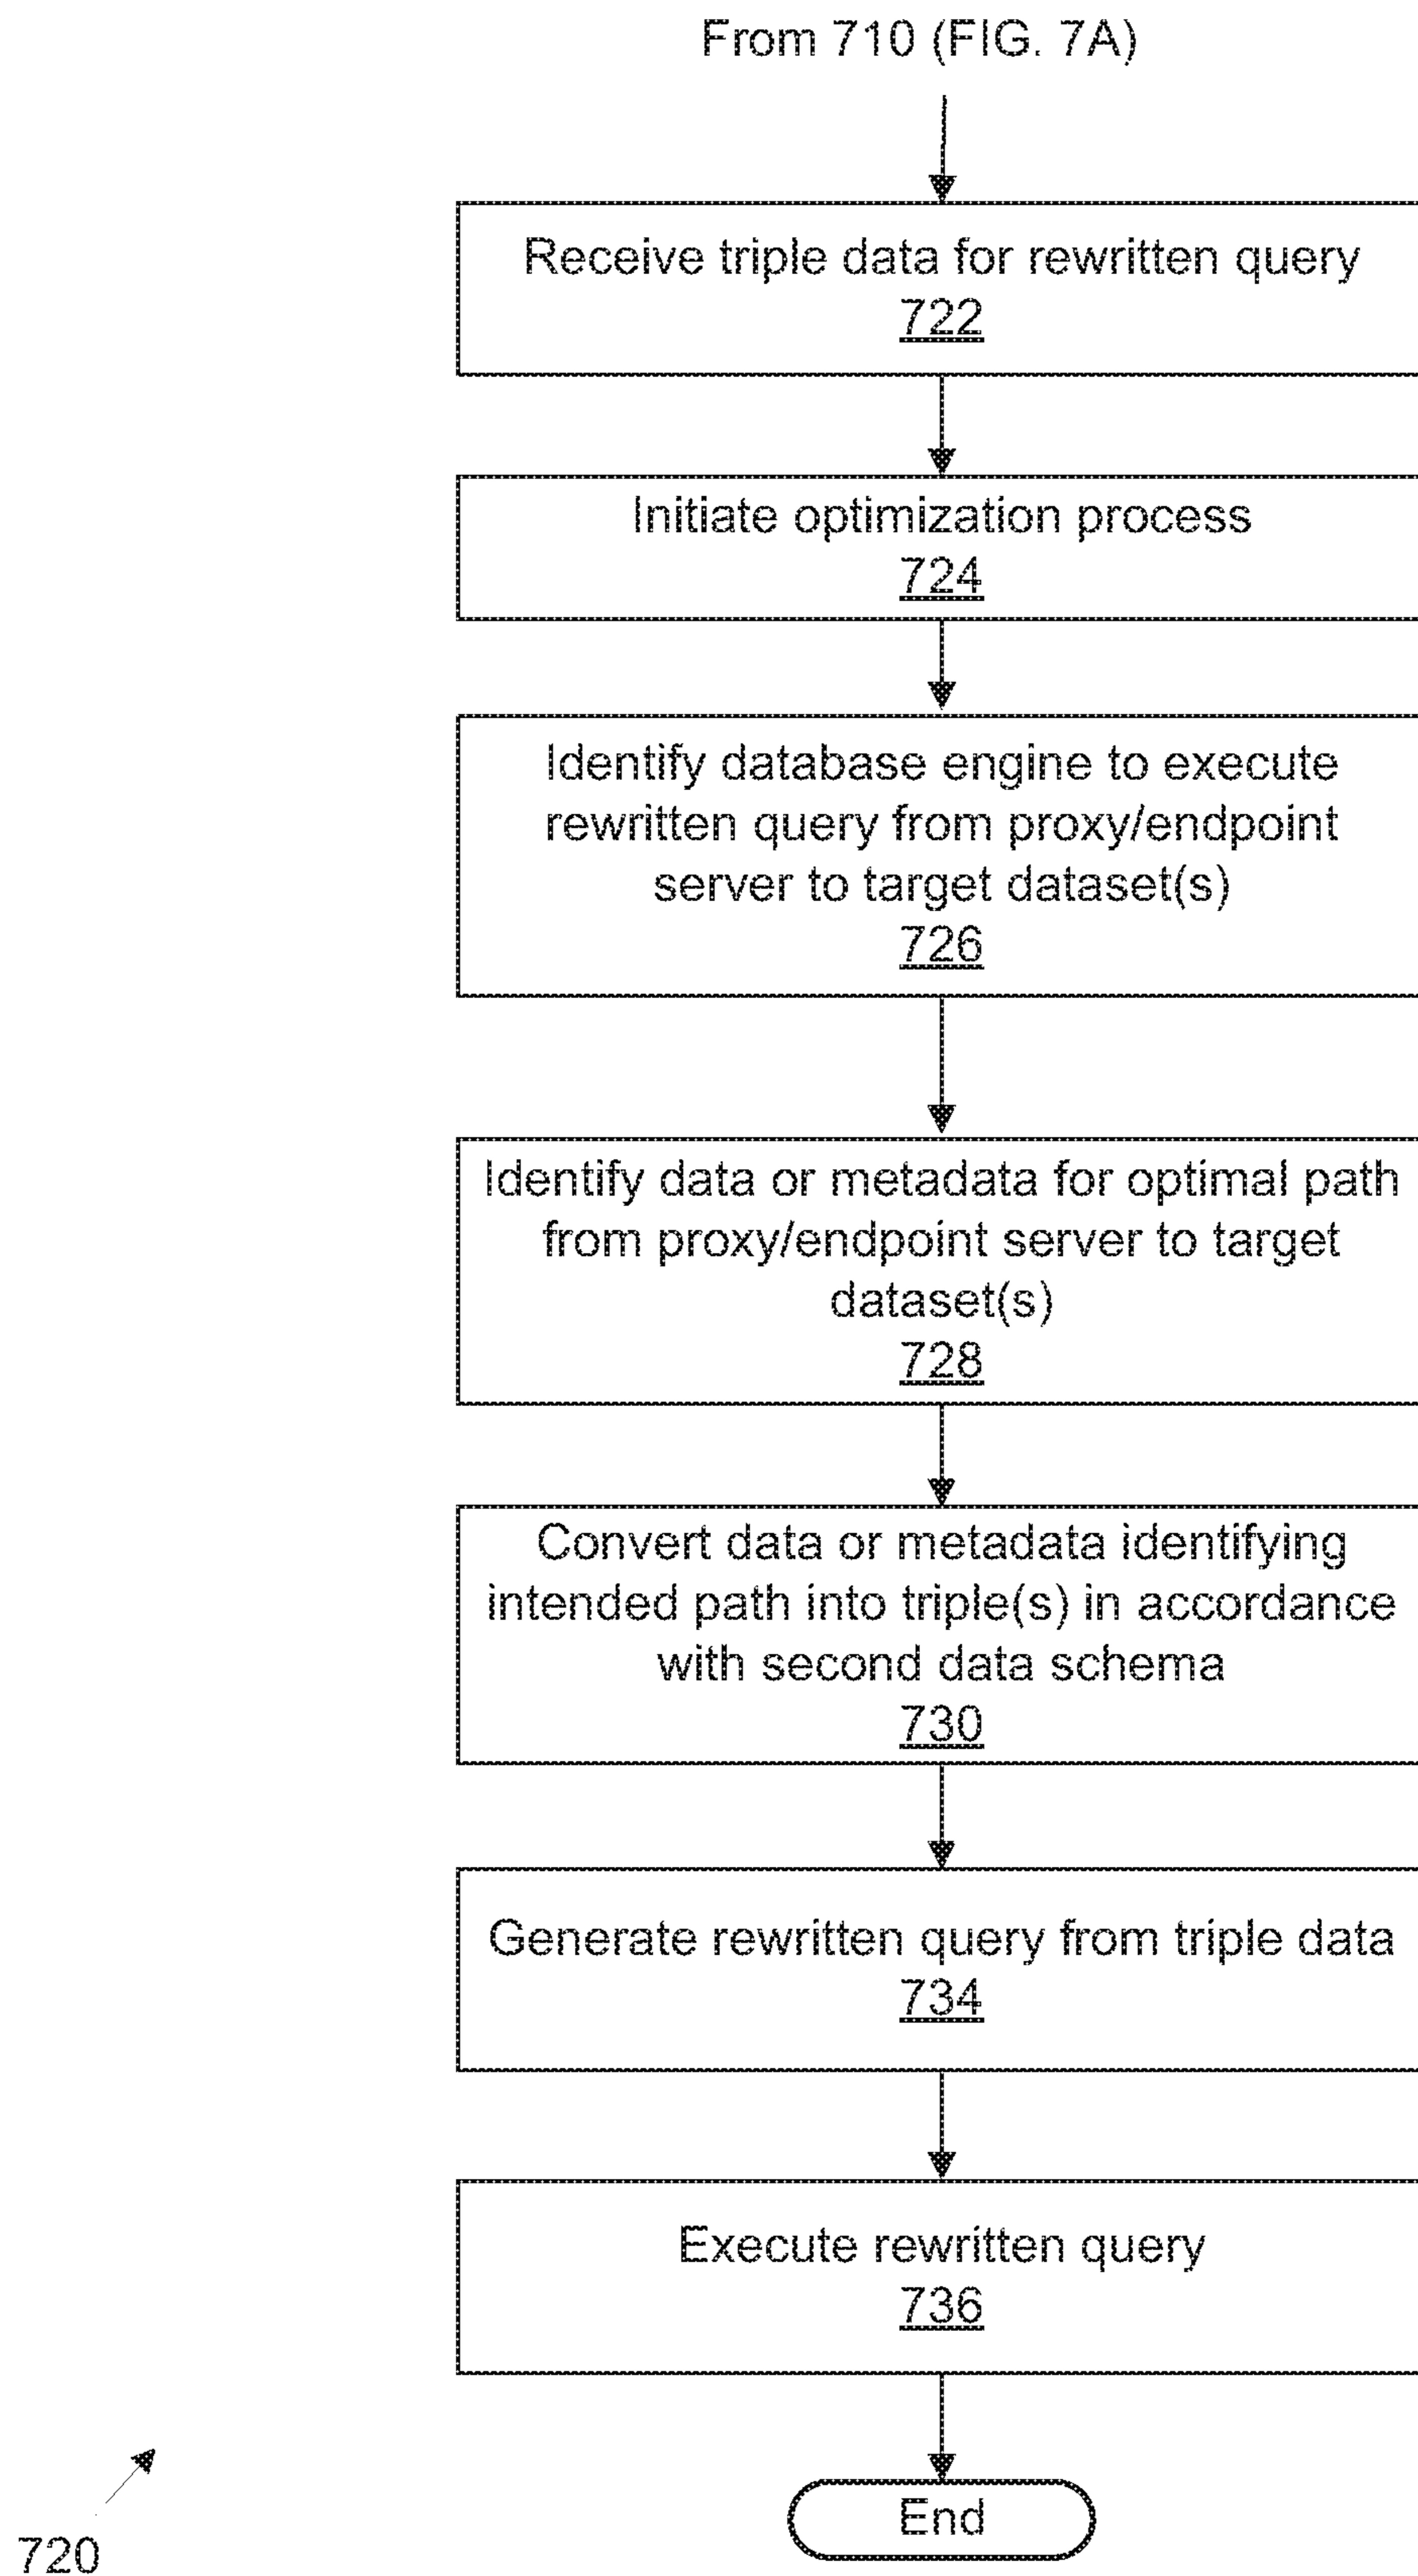 From 710 (FIG. 7A)
Receive triple data for rewritten query
722
Initiate optimization process
724
Identify database engine to execute
rewritten query from proxy/endpoint
server to target dataset(s)
726
Identify data or metadata for optimal path
from proxy/endpoint server to target
dataset(s)
728
Convert data or metadata identifying
intended path into triple(s) in accordance
with second data schema
730
Generate rewritten query from triple data
734
Execute rewritten query
736
End
720